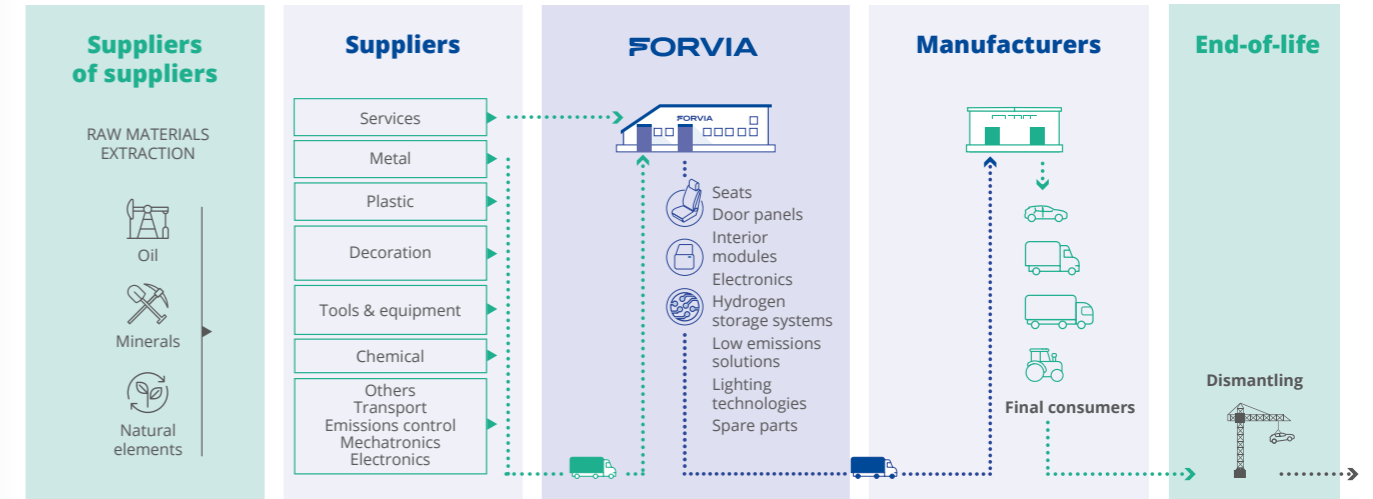 Suppliers
of suppliers
RAW MATERIALS
EXTRACTION
Oil
Minerals
Natural
elements
Suppliers
Services
Metal
Plastic
Decoration
Tools & equipment
Chemical
Others
Transport
Emissions control
Mechatronics
Electronics
FORVIA
FORVIA
Seats
Door panels
Interior
modules
Electronics
Hydrogen
storage systems
Low emissions
solutions
Lighting
technologies
Spare parts
Manufacturers
Final consumers
End-of-life
Dismantling